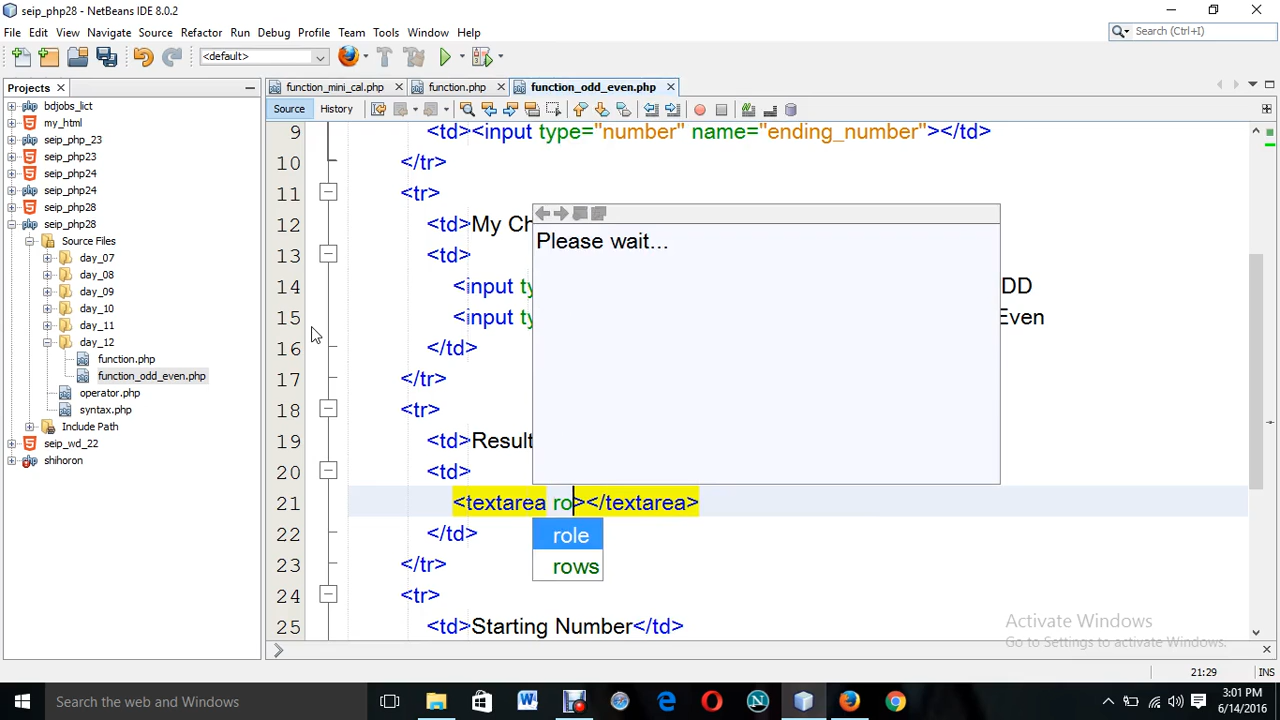 seip_php28 - NetBeans IDE 8.0.2
File Edit View Navigate Source Refactor Run Debug Profile Team Tools Window Help
Search (Ctrl+I)
<default>
Projects
function_mini_cal.php function.php function_odd_even.php
Source History
bdjobs_lict
my_html
seip_php_23
seip_php23
seip_php24
seip_php24
seip_php28
seip_php28
Source Files
day_07
day_08
day_09
day_10
day_11
day_12
function.php
function_odd_even.php
operator.php
syntax.php
Include Path
seip_wd_22
shihoron
9 <td><input type="number" name="ending_number"></td>
10 </tr>
11 <tr>
12 <td>My Ch
13 <td>
14 <input ty DD
15 <input ty Even
16 </td>
17 </tr>
18 <tr>
19 <td>Result
20 <td>
21 <textarea ro></textarea>
22 </td>
23 </tr>
24 <tr>
25 <td>Starting Number</td>
Please wait...
role
rows
Activate Windows
Go to Settings to activate Windows.
21:29 INS
Search the web and Windows
3:01 PM
6/14/2016